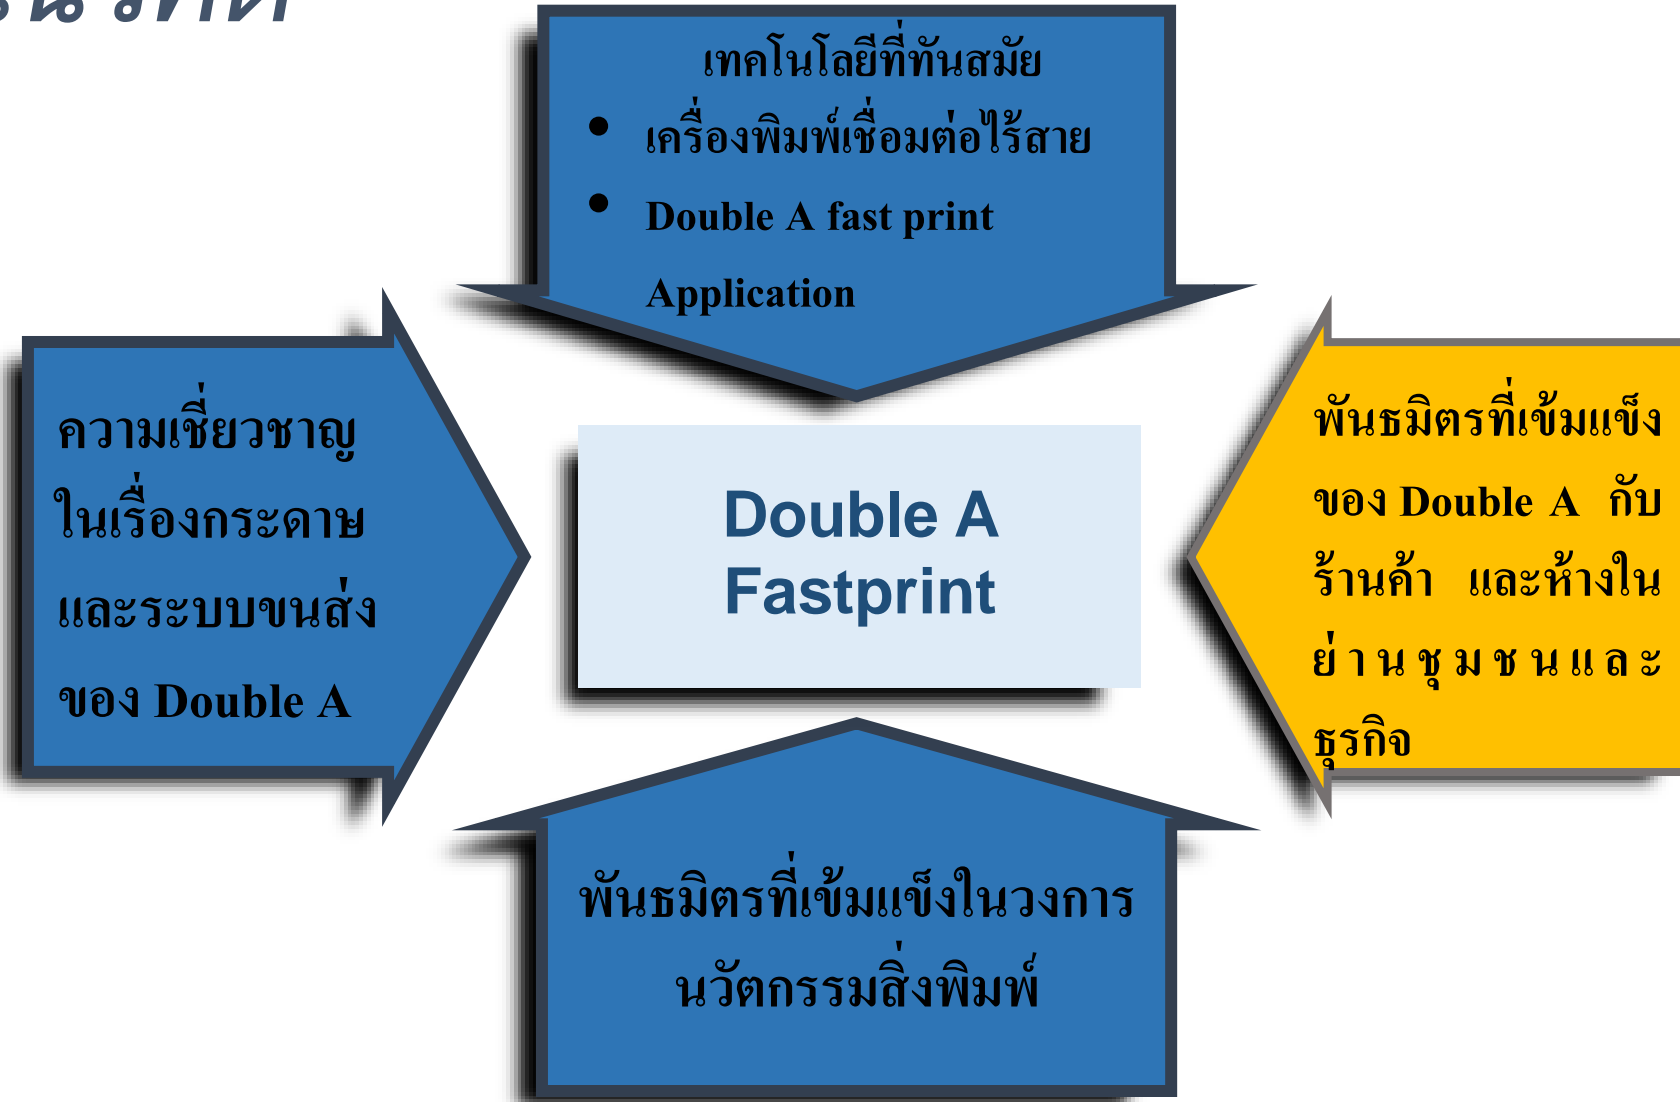 เทคโนโลยีที่ทันสมัย
• เครื่องพิมพ์เชื่อมต่อไร้สาย
• Double A fast print
Application
ความเชี่ยวชาญ
ในเรื่องกระดาษ
และระบบขนส่ง
ของ Double A
Double A
Fastprint
พันธมิตรที่เข้มแข็ง
ของ Double A กับ
ร้านค้า และห้างใน
ย่านชุมชนและ
ธุรกิจ
พันธมิตรที่เข้มแข็งในวงการ
นวัตกรรมสิ่งพิมพ์